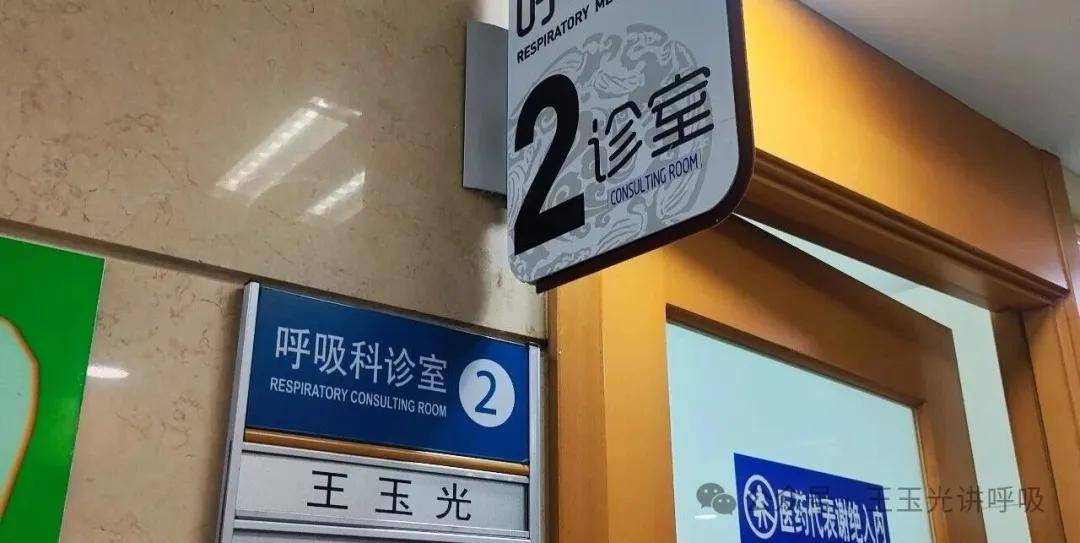 RESPIRATORY ME
2诊室
CONSULTING ROOM
呼吸科诊室 2
RESPIRATORY CONSULTING ROOM
王玉光
医药代表谢绝入内
王玉光讲呼吸